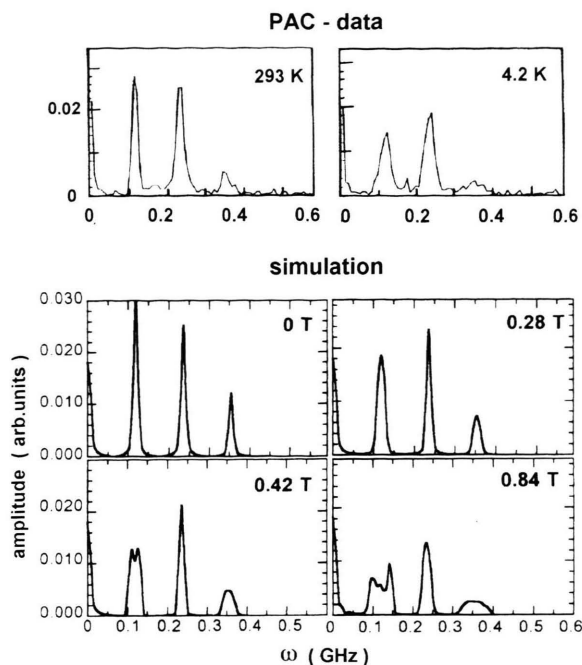 PAC - data
293 K
4.2 K
0.02
0
0 0.2 0.4 0.6
0 0.2 0.4 0.6
simulation
0.030
0.020
0.010
0.000
0 T
0.28 T
0.020
0.010
0.000
0.42 T
0.84 T
0 0.1 0.2 0.3 0.4 0.5
0 0.1 0.2 0.3 0.4 0.5 0.6
amplitude ( arb.units )
ω ( GHz )